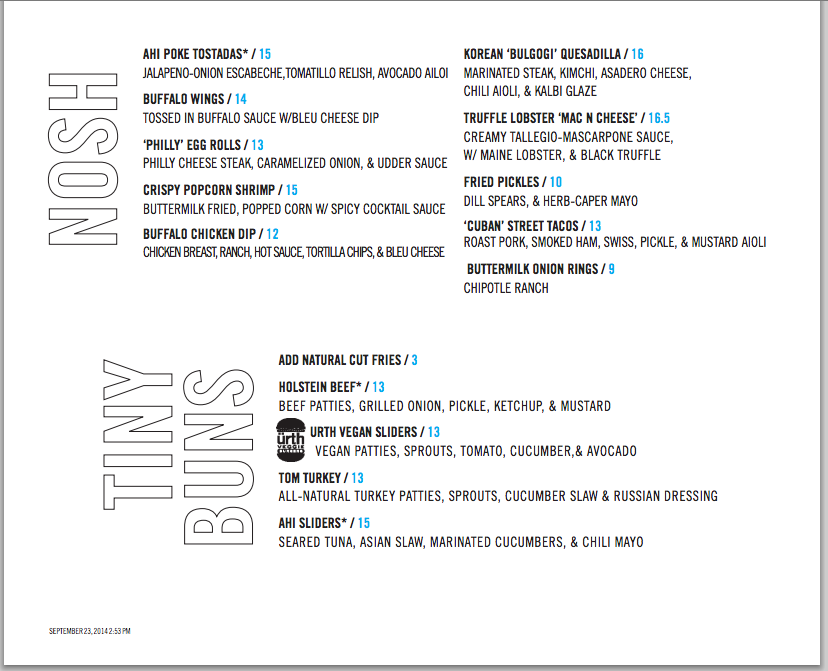 NOSH
AHI POKE TOSTADAS* / 15
JALAPENO-ONION ESCABECHE,TOMATILLO RELISH, AVOCADO AILOI
BUFFALO WINGS / 14
TOSSED IN BUFFALO SAUCE W/BLEU CHEESE DIP
‘PHILLY’ EGG ROLLS / 13
PHILLY CHEESE STEAK, CARAMELIZED ONION, & UDDER SAUCE
CRISPY POPCORN SHRIMP / 15
BUTTERMILK FRIED, POPPED CORN W/ SPICY COCKTAIL SAUCE
BUFFALO CHICKEN DIP / 12
CHICKEN BREAST, RANCH, HOT SAUCE, TORTILLA CHIPS, & BLEU CHEESE
KOREAN ‘BULGOGI’ QUESADILLA / 16
MARINATED STEAK, KIMCHI, ASADERO CHEESE,
CHILI AIOLI, & KALBI GLAZE
TRUFFLE LOBSTER ‘MAC N CHEESE’ / 16.5
CREAMY TALLEGIO-MASCARPONE SAUCE,
W/ MAINE LOBSTER, & BLACK TRUFFLE
FRIED PICKLES / 10
DILL SPEARS, & HERB-CAPER MAYO
‘CUBAN’ STREET TACOS / 13
ROAST PORK, SMOKED HAM, SWISS, PICKLE, & MUSTARD AIOLI
BUTTERMILK ONION RINGS / 9
CHIPOTLE RANCH
TINY
BUNS
ADD NATURAL CUT FRIES / 3
HOLSTEIN BEEF* / 13
BEEF PATTIES, GRILLED ONION, PICKLE, KETCHUP, & MUSTARD
ürth
VEGGIE
URTH VEGAN SLIDERS / 13
VEGAN PATTIES, SPROUTS, TOMATO, CUCUMBER,& AVOCADO
TOM TURKEY / 13
ALL-NATURAL TURKEY PATTIES, SPROUTS, CUCUMBER SLAW & RUSSIAN DRESSING
AHI SLIDERS* / 15
SEARED TUNA, ASIAN SLAW, MARINATED CUCUMBERS, & CHILI MAYO
SEPTEMBER 23, 2014 2:53 PM